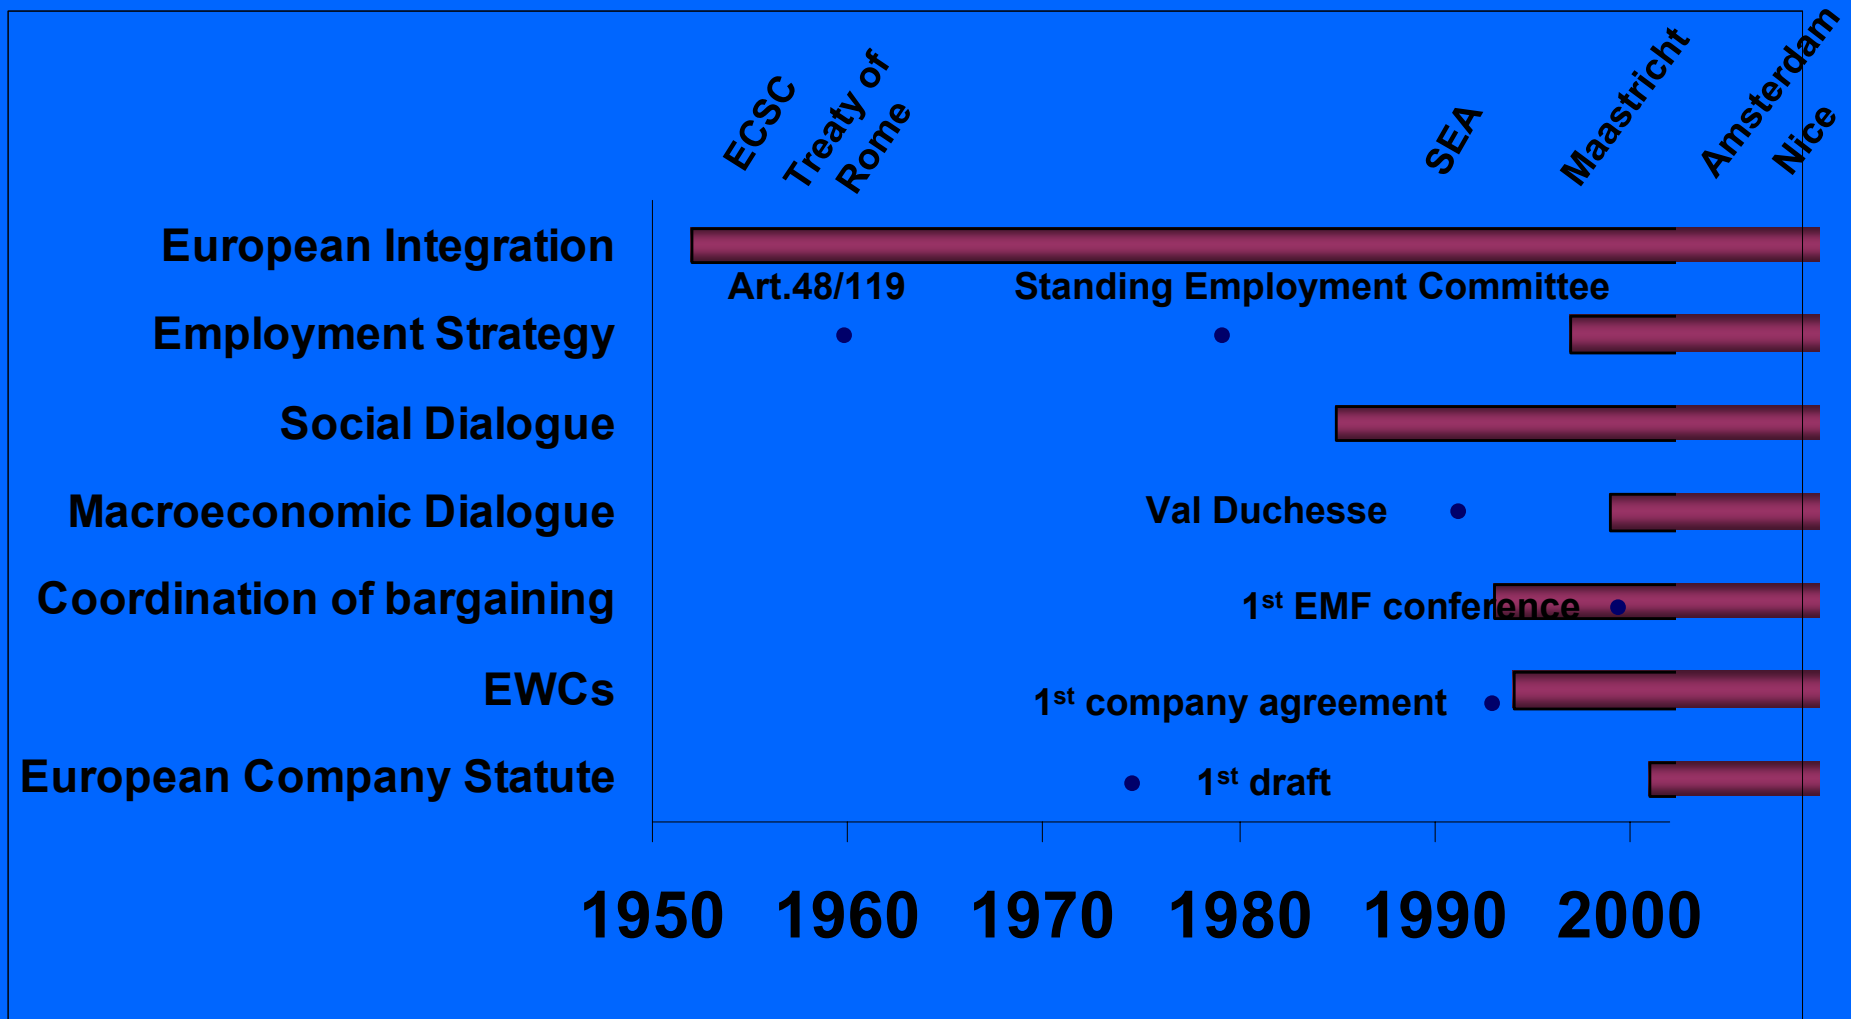 ECSC
Treaty of
Rome
SEA
Maastricht
Amsterdam
Nice
European Integration
Art.48/119 Standing Employment Committee
Employment Strategy
Social Dialogue
Macroeconomic Dialogue Val Duchesse
Coordination of bargaining 1st EMF conference
EWCs 1st company agreement
European Company Statute 1st draft
1950 1960 1970 1980 1990 2000